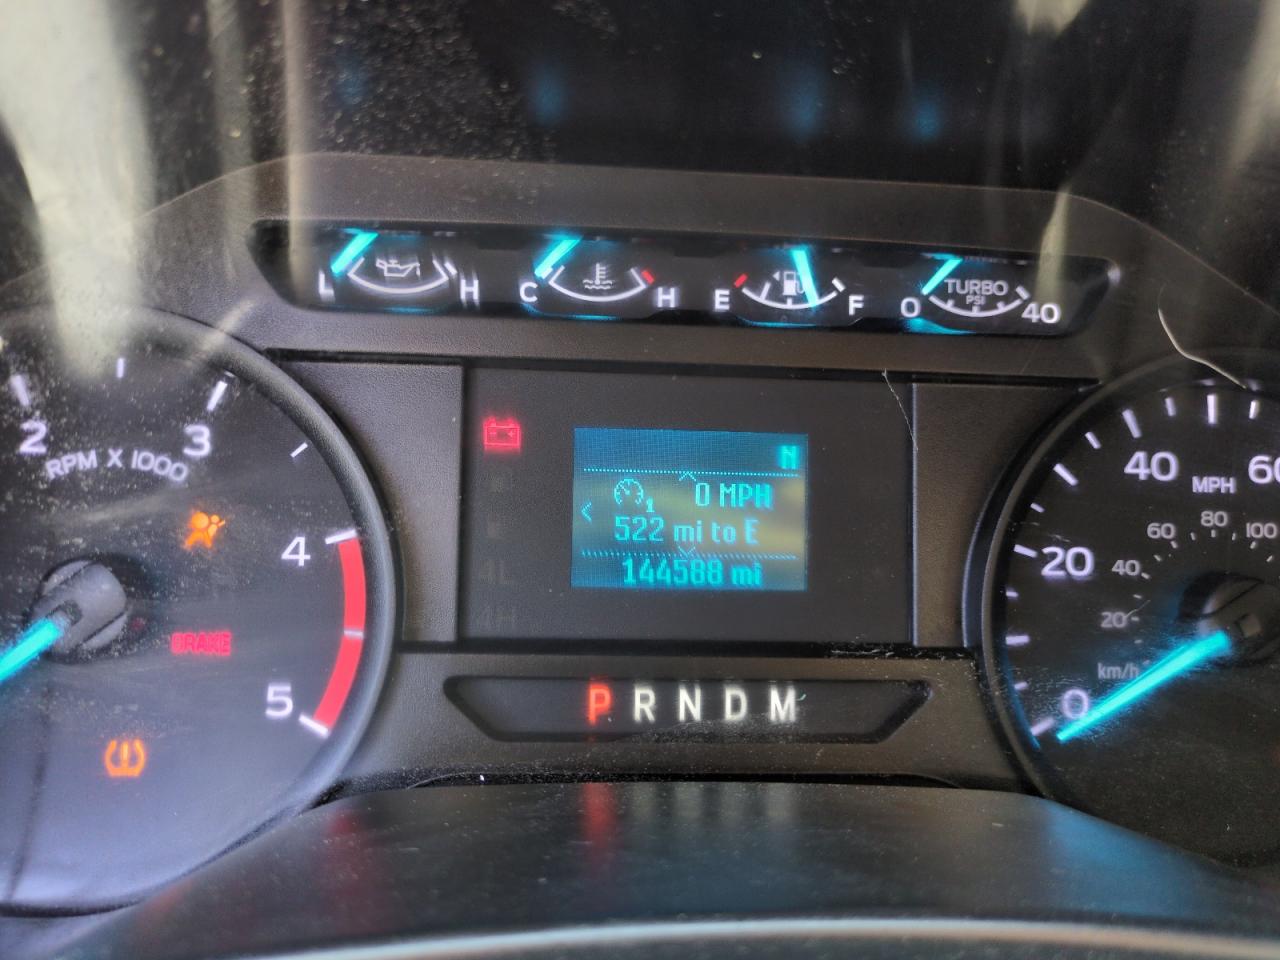 L H C H E F 0 TURBO PSI 40
2 3
RPM X 1000
4
5
BRAKE
N
1 0 MPH
522 mi to E
144588 mi
4L
4H
P R N D M
0 20 40 60
MPH
20 40 60 80 100
km/h